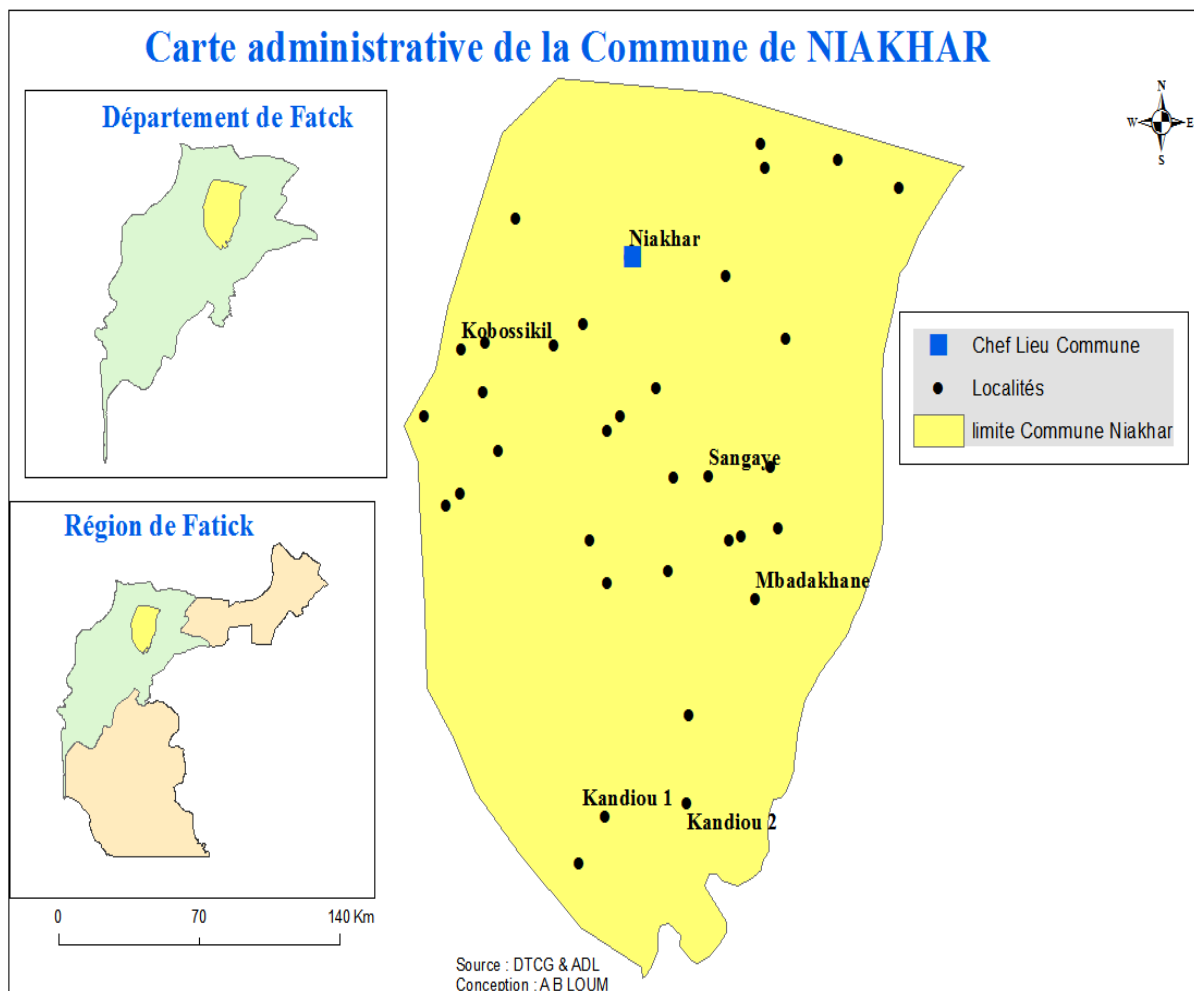 Carte administrative de la Commune de NIAKHAR
Département de Fatck
N
W E
S
Niakhar
Kobossikil
Chef Lieu Commune
Localités
limite Commune Niakhar
Sangaye
Région de Fatick
Mbadakhane
Kandiou 1
Kandiou 2
0 70 140 Km
Source : DTCG & ADL
Conception : A B LOUM